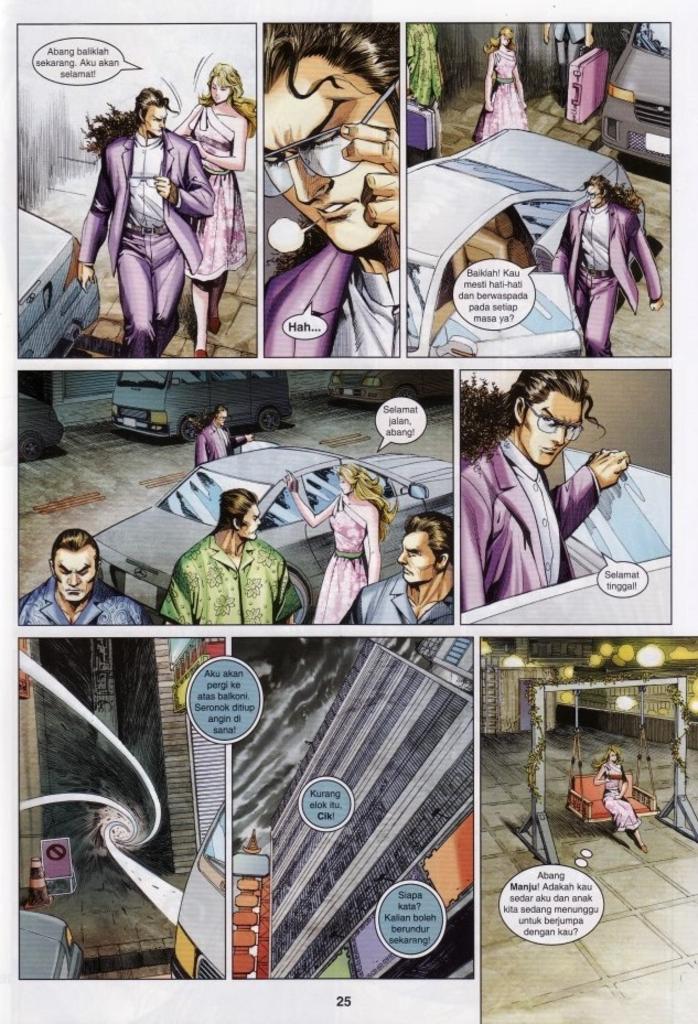 Abang baliklah
sekarang. Aku akan
selamat!
Hah...
Baiklah! Kau
mesti hati-hati
dan berwaspada
pada setiap
masa ya?
Selamat
jalan,
abang!
Selamat
tinggal!
Aku akan
pergi ke
atas balkoni.
Seronok ditiup
angin di
sana!
Kurang
elok itu,
Cik!
Siapa
kata?
Kalian boleh
berundur
sekarang!
Abang
Manju! Adakah kau
sedar aku dan anak
kita sedang menunggu
untuk berjumpa
dengan kau?
25